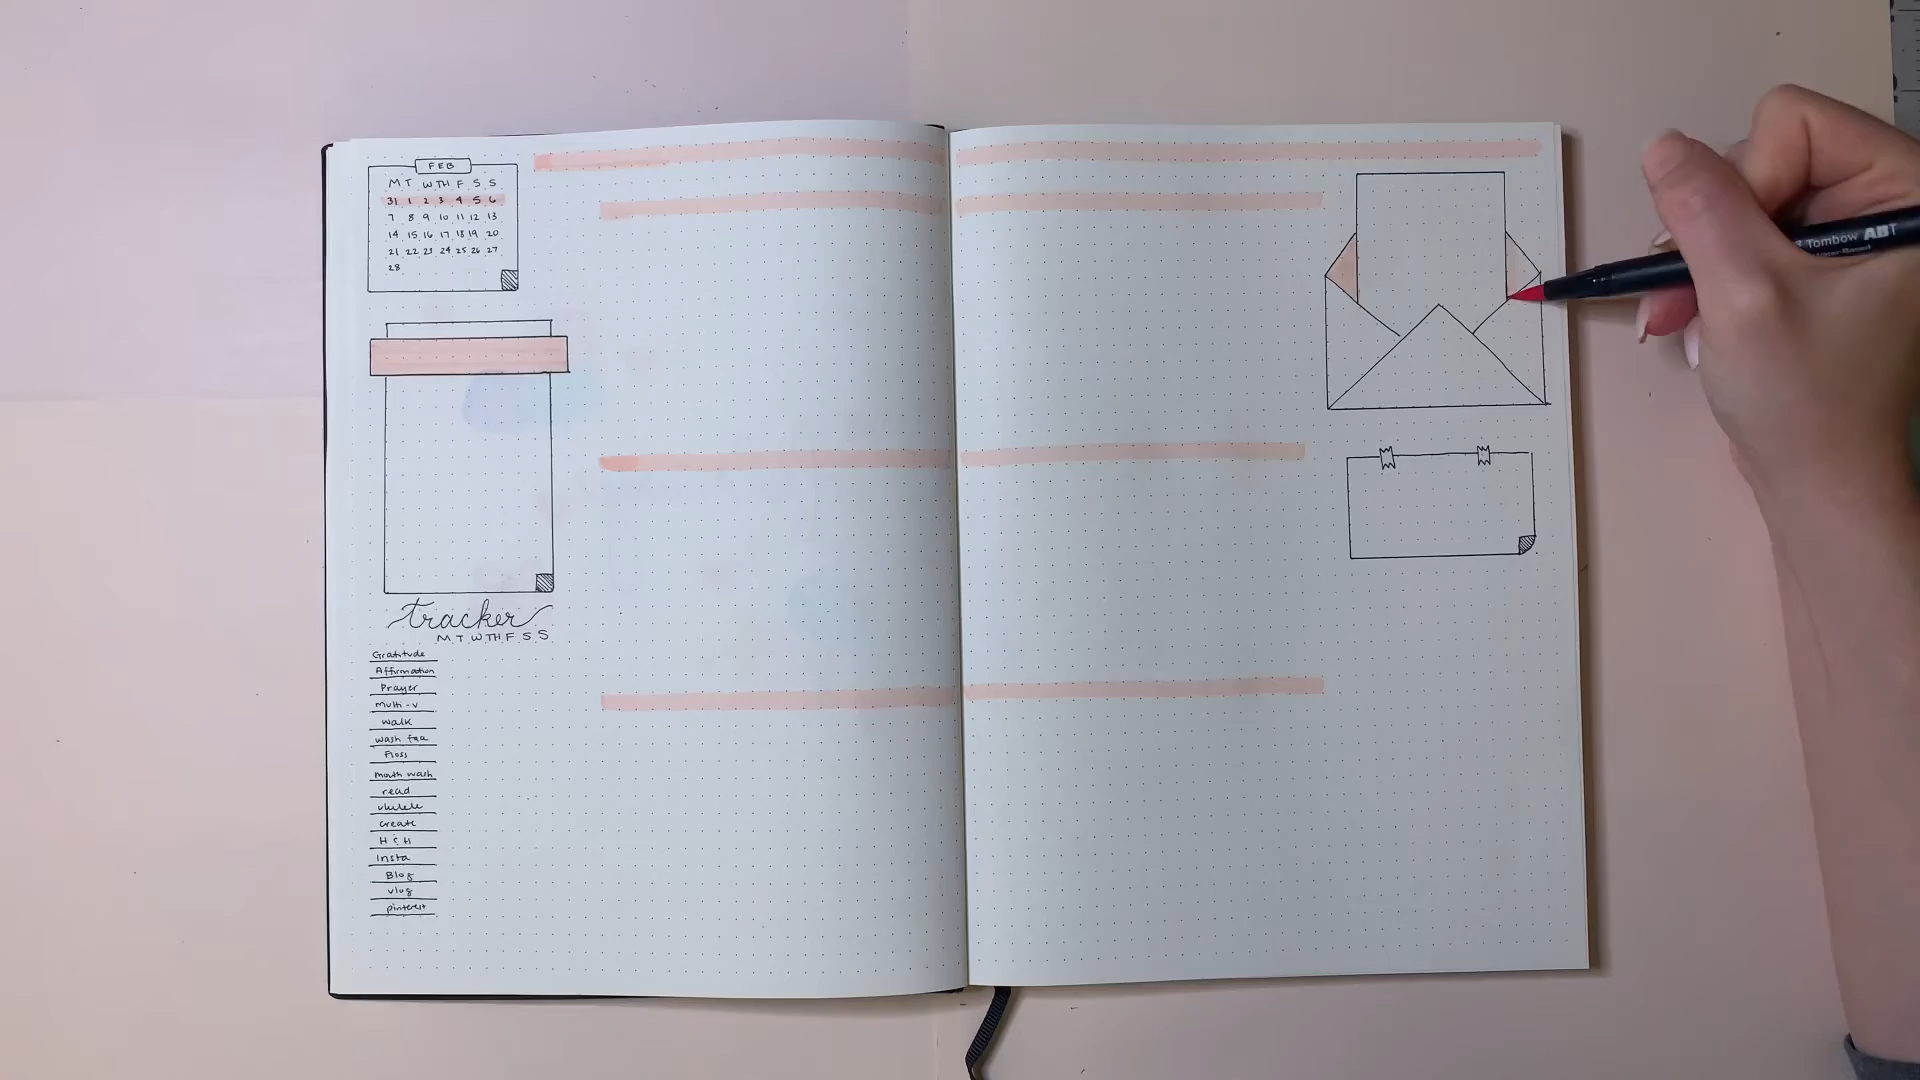 FEB
M T W TH F S S
31 1 2 3 4 5 6
7 8 9 10 11 12 13
14 15 16 17 18 19 20
21 22 23 24 25 26 27
28
tracker
M T W TH F S S
Gratitude
Affirmation
Prayer
multi-v
walk
wash face
Floss
mouth wash
read
ukulele
create
Insta
Blog
vlog
pinterest
Tombow ABT